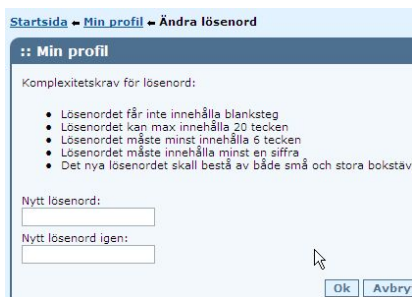 Startsida Min profil Ändra lösenord
:: Min profil
Komplexitetskrav för lösenord:
Lösenordet får inte innehålla blanksteg
Lösenordet kan max innehålla 20 tecken
Lösenordet måste minst innehålla 6 tecken
Lösenordet måste innehålla minst en siffra
Det nya lösenordet skall bestå av både små och stora bokstäv
Nytt lösenord:
Nytt lösenord igen:
Ok Avbry